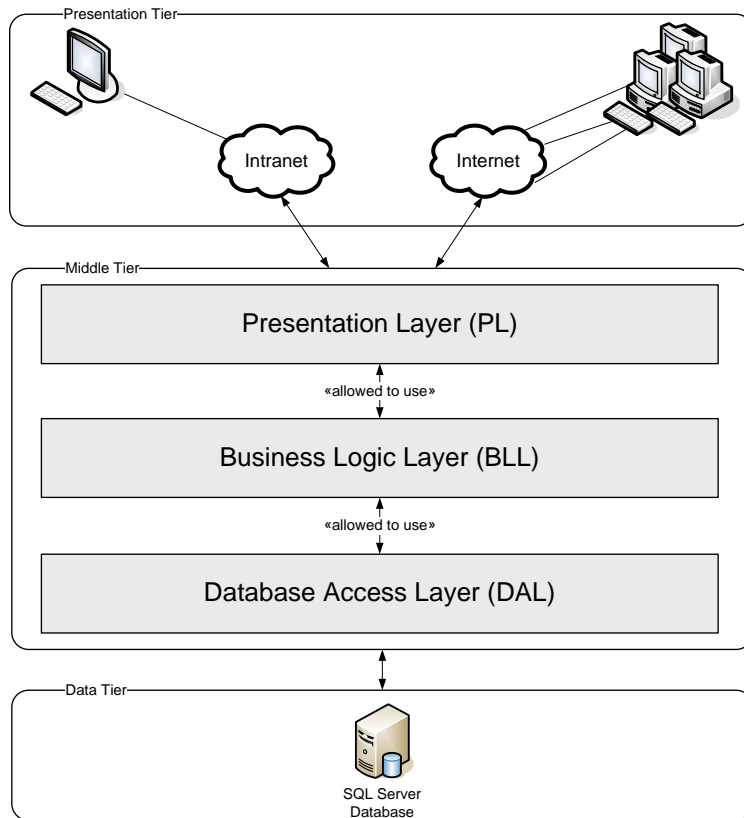 Presentation Tier
Intranet
Internet
Middle Tier
Presentation Layer (PL)
«allowed to use»
Business Logic Layer (BLL)
«allowed to use»
Database Access Layer (DAL)
Data Tier
SQL Server
Database